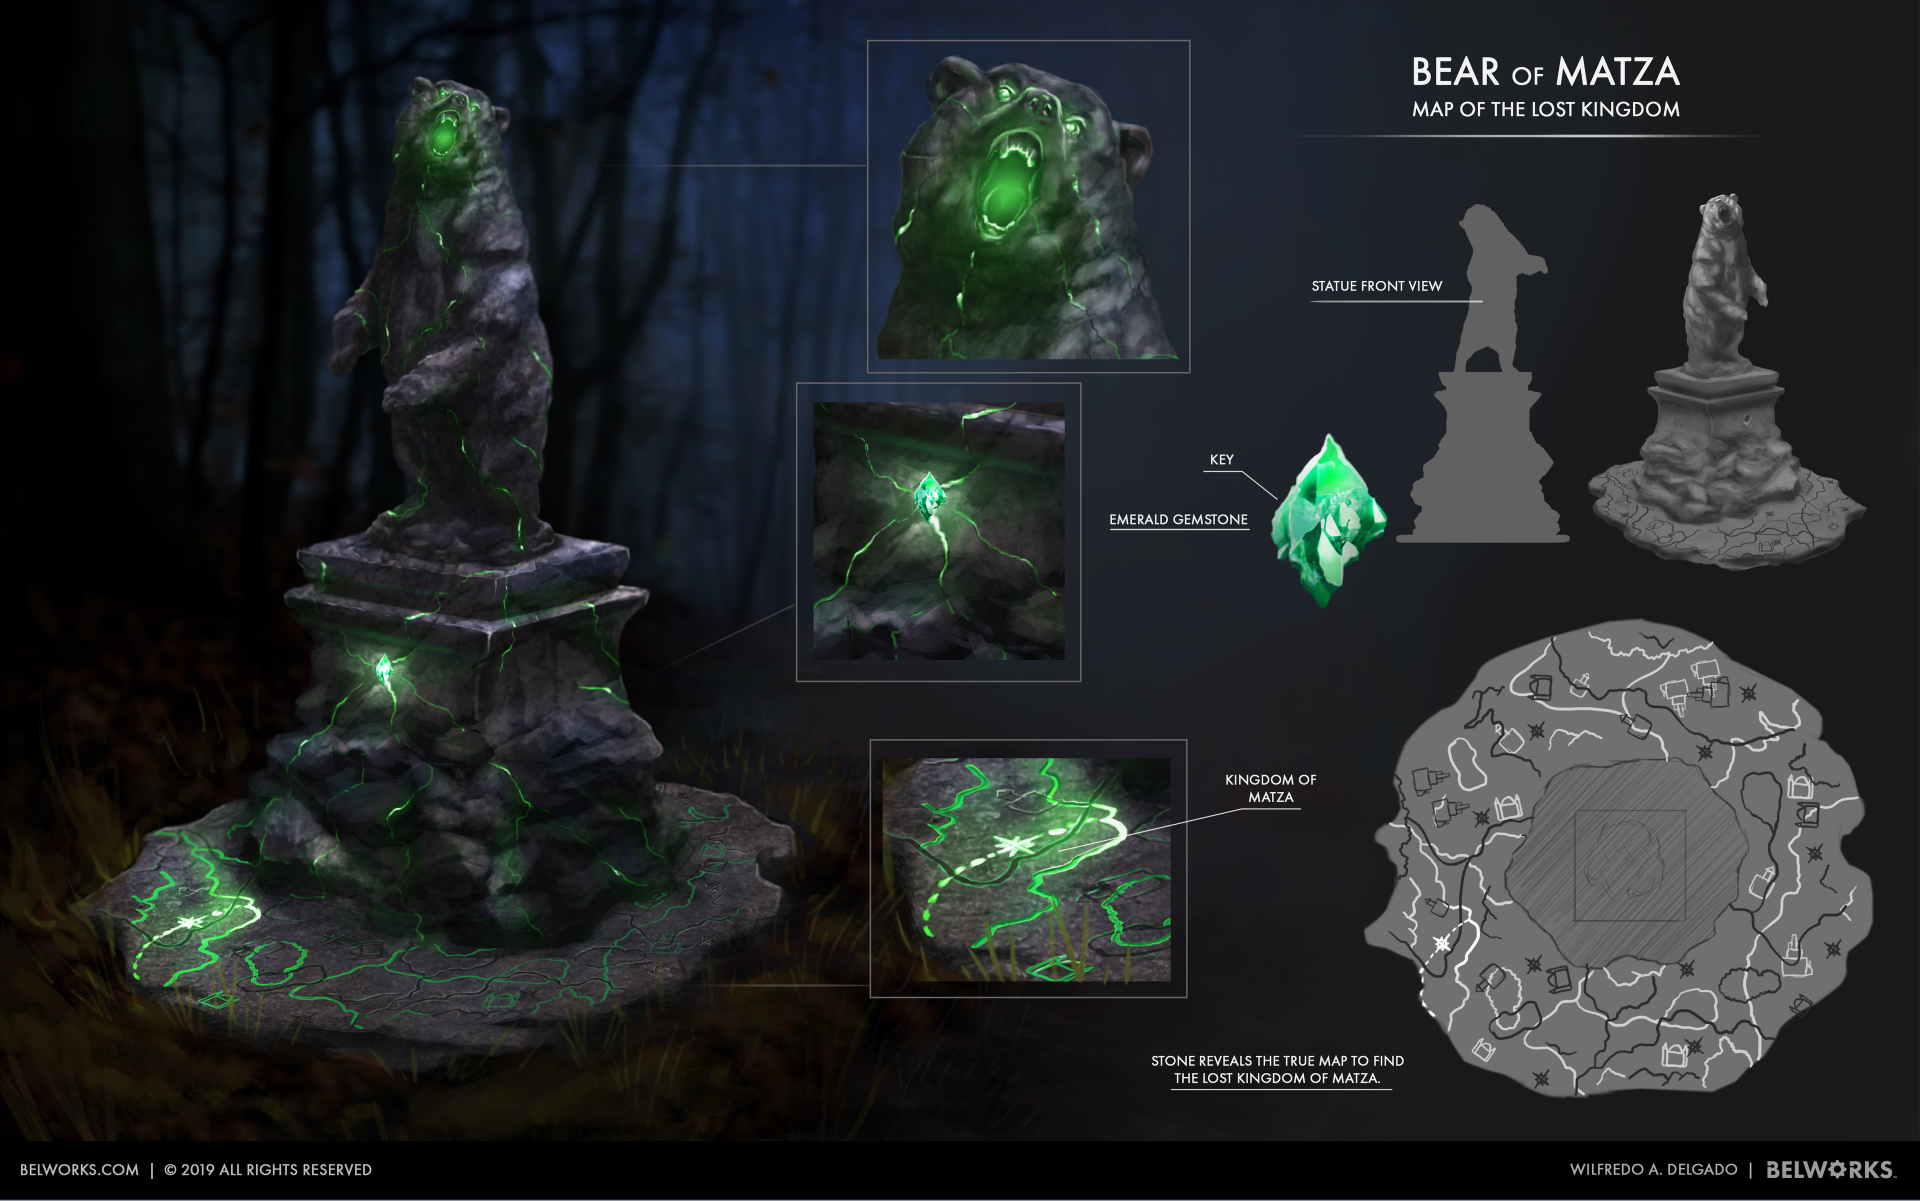 BEAR OF MATZA
MAP OF THE LOST KINGDOM
STATUE FRONT VIEW
KEY
EMERALD GEMSTONE
KINGDOM OF
MATZA
STONE REVEALS THE TRUE MAP TO FIND
THE LOST KINGDOM OF MATZA.
BELWORKS.COM | © 2019 ALL RIGHTS RESERVED
WILFREDO A. DELGADO | BELWORKS